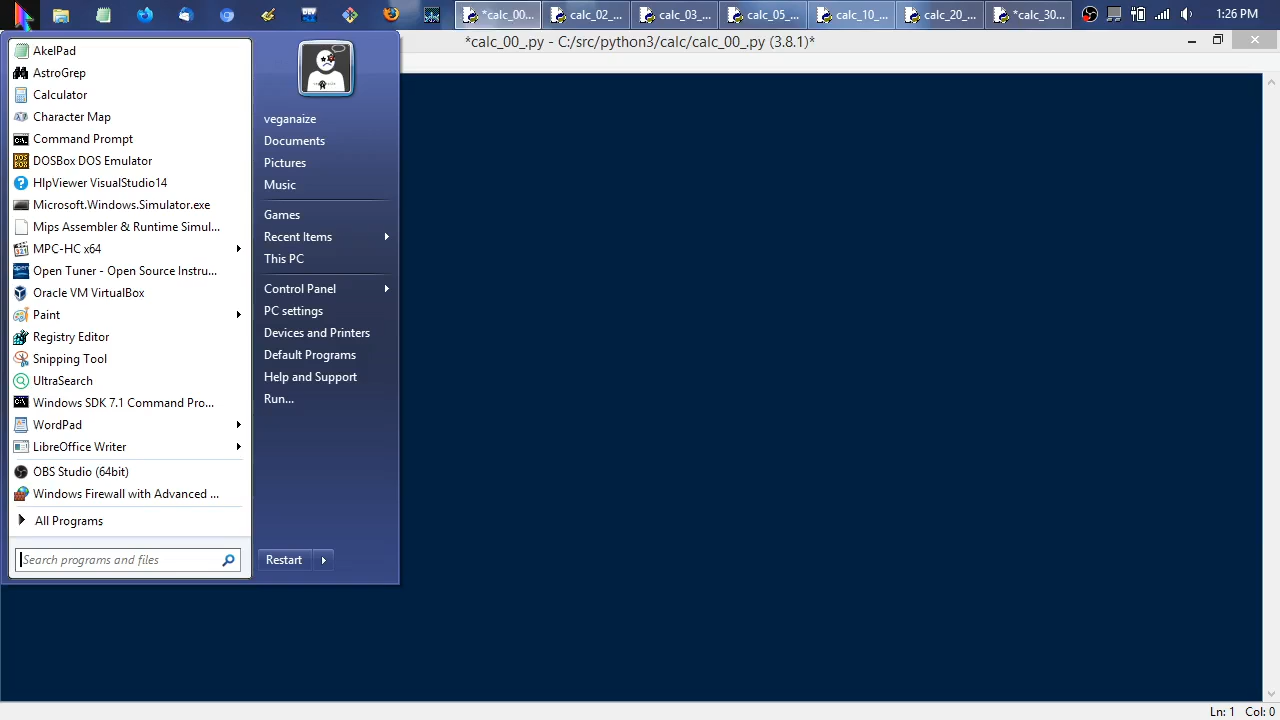 *calc_00...
calc_02_...
calc_03_...
calc_05_...
calc_10_...
calc_20_...
*calc_30...
1:26 PM
*calc_00_.py - C:/src/python3/calc/calc_00_.py (3.8.1)*
AkelPad
AstroGrep
Calculator
Character Map
Command Prompt
DOSBox DOS Emulator
HlpViewer VisualStudio14
Microsoft.Windows.Simulator.exe
Mips Assembler & Runtime Simul...
MPC-HC x64
Open Tuner - Open Source Instru...
Oracle VM VirtualBox
Paint
Registry Editor
Snipping Tool
UltraSearch
Windows SDK 7.1 Command Pro...
WordPad
LibreOffice Writer
OBS Studio (64bit)
Windows Firewall with Advanced ...
All Programs
Search programs and files
veganaize
Documents
Pictures
Music
Games
Recent Items
This PC
Control Panel
PC settings
Devices and Printers
Default Programs
Help and Support
Run...
Restart
Ln: 1 Col: 0